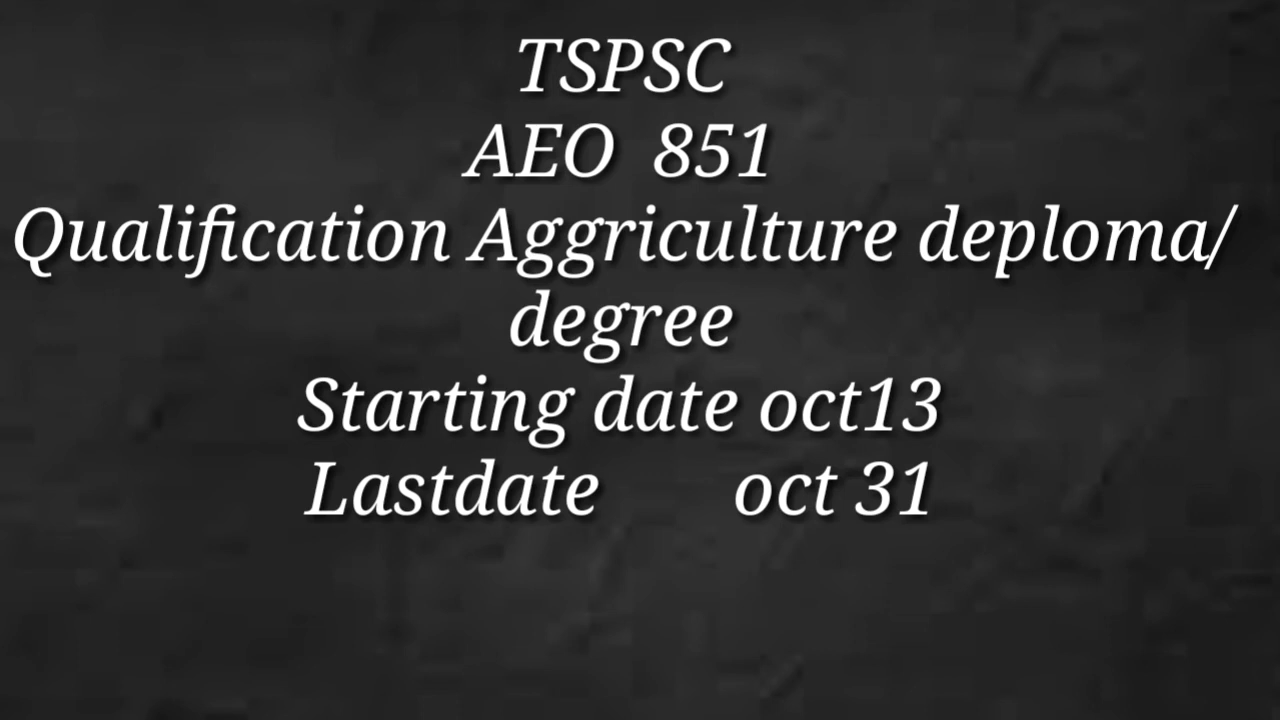 TSPSC
AEO 851
Qualification Aggriculture deploma/
degree
Starting date oct13
Lastdate oct 31